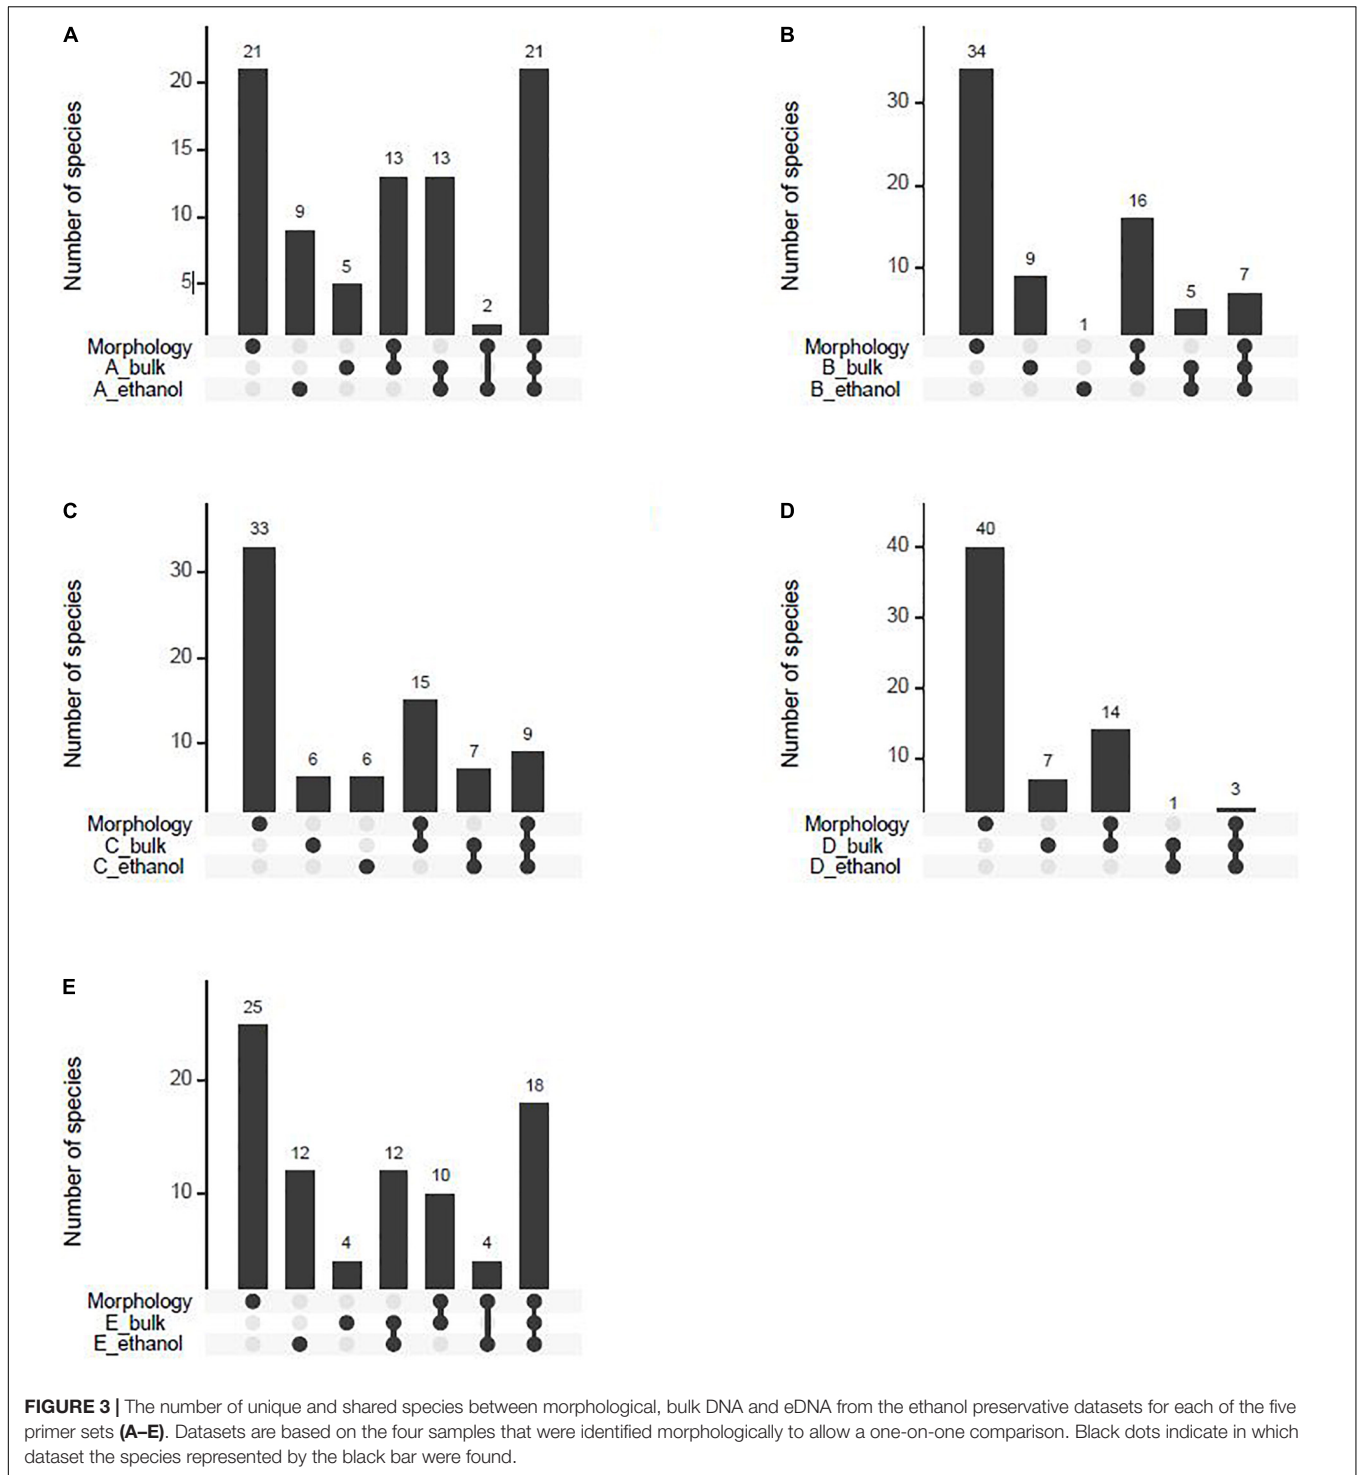 A
Number of species
21
9
5
13
13
2
21
20
15
10
5
Morphology
A_bulk
A_ethanol
B
Number of species
34
9
1
16
5
7
30
20
10
Morphology
B_bulk
B_ethanol
C
Number of species
33
6
6
15
7
9
30
20
10
Morphology
C_bulk
C_ethanol
D
Number of species
40
7
14
1
3
40
30
20
10
Morphology
D_bulk
D_ethanol
E
Number of species
25
12
4
12
10
4
18
20
10
Morphology
E_bulk
E_ethanol
FIGURE 3 | The number of unique and shared species between morphological, bulk DNA and eDNA from the ethanol preservative datasets for each of the five
primer sets (A–E). Datasets are based on the four samples that were identified morphologically to allow a one-on-one comparison. Black dots indicate in which
dataset the species represented by the black bar were found.